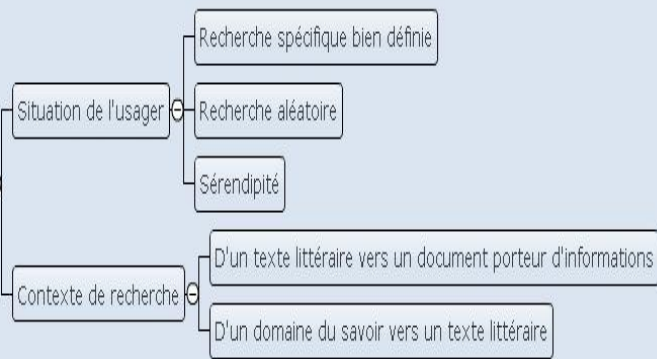 Situation de l'usager
Recherche spécifique bien définie
Recherche aléatoire
Sérendipité
Contexte de recherche
D'un texte littéraire vers un document porteur d'informations
D'un domaine du savoir vers un texte littéraire